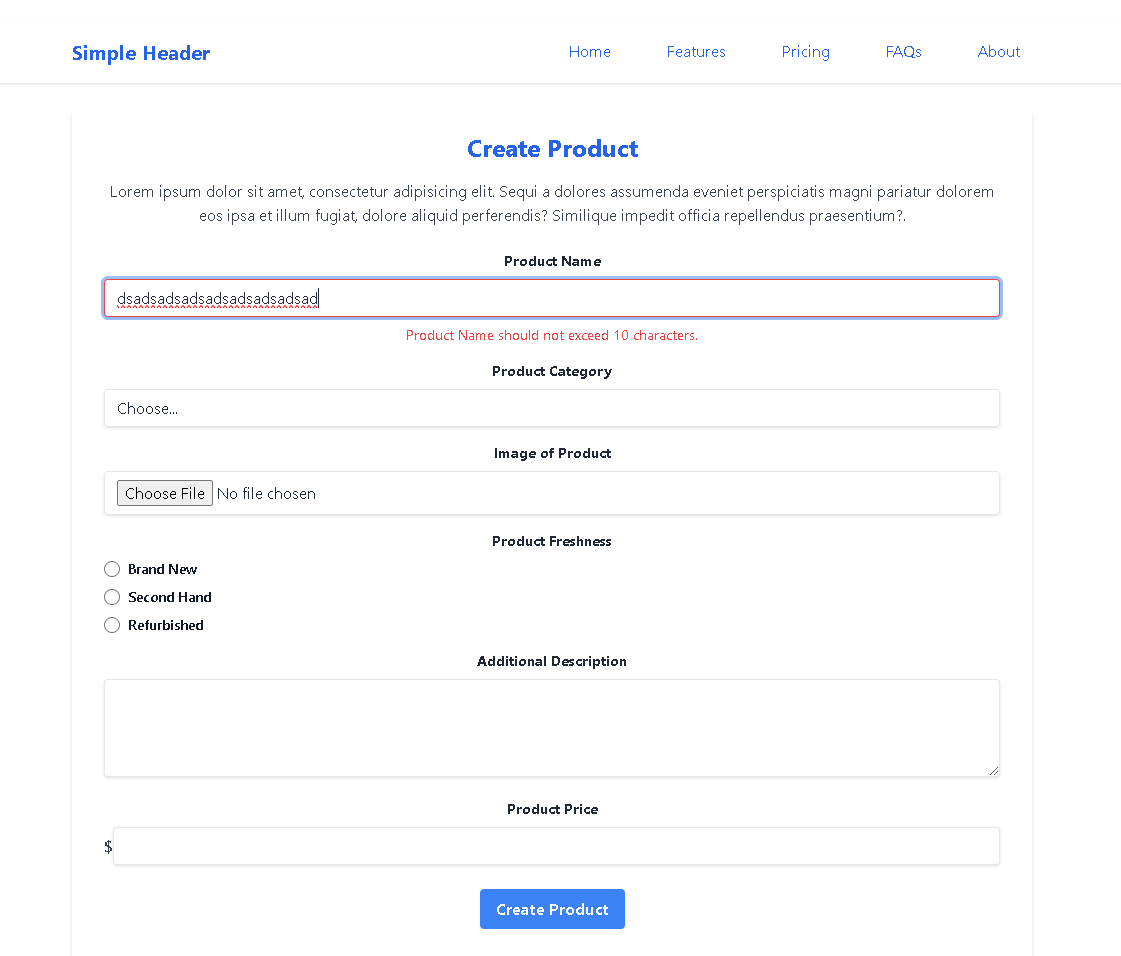 Simple Header
Home Features Pricing FAQs About
Create Product
Lorem ipsum dolor sit amet, consectetur adipisicing elit. Sequi a dolores assumenda eveniet perspiciatis magni pariatur dolorem
eos ipsa et illum fugiat, dolore aliquid perferendis? Similique impedit officia repellendus praesentium?.
Product Name
dsadsadsadsadsadsadsadsad
Product Name should not exceed 10 characters.
Product Category
Choose...
Image of Product
Choose File No file chosen
Product Freshness
Brand New
Second Hand
Refurbished
Additional Description
Product Price
$
Create Product